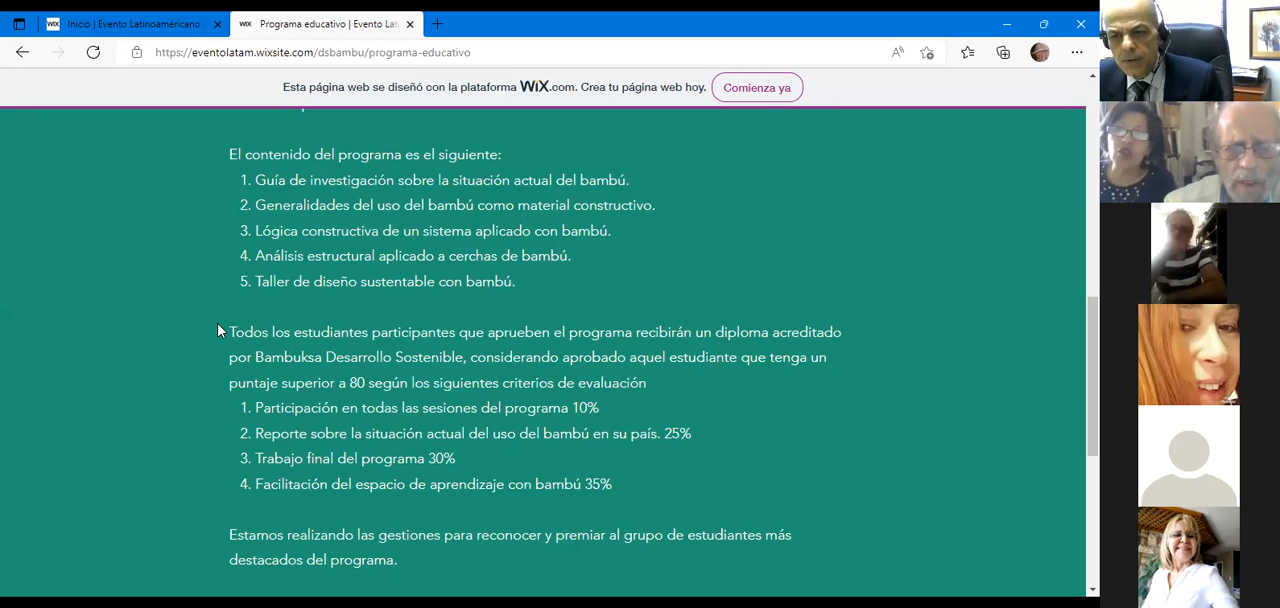 WiX Inicio | Evento Latinoaméricano
WiX Programa educativo | Evento Lat
https://eventolatam.wixsite.com/dsbambu/programa-educativo
Esta página web se diseñó con la plataforma WiX.com. Crea tu página web hoy. Comienza ya
El contenido del programa es el siguiente:
1. Guía de investigación sobre la situación actual del bambú.
2. Generalidades del uso del bambú como material constructivo.
3. Lógica constructiva de un sistema aplicado con bambú.
4. Análisis estructural aplicado a cerchas de bambú.
5. Taller de diseño sustentable con bambú.
Todos los estudiantes participantes que aprueben el programa recibirán un diploma acreditado
por Bambuksa Desarrollo Sostenible, considerando aprobado aquel estudiante que tenga un
puntaje superior a 80 según los siguientes criterios de evaluación
1. Participación en todas las sesiones del programa 10%
2. Reporte sobre la situación actual del uso del bambú en su país. 25%
3. Trabajo final del programa 30%
4. Facilitación del espacio de aprendizaje con bambú 35%
Estamos realizando las gestiones para reconocer y premiar al grupo de estudiantes más
destacados del programa.